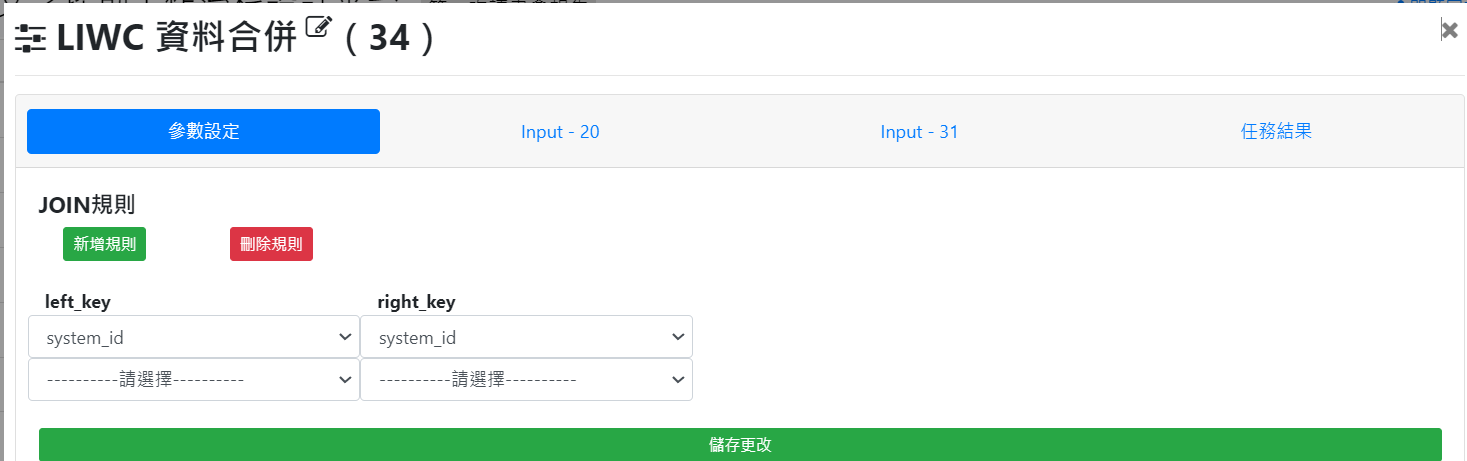 LIWC 資料合併 ( 34 )
參數設定 Input - 20 Input - 31 任務結果
JOIN規則
新增規則 刪除規則
left_key right_key
system_id system_id
----------請選擇---------- ----------請選擇----------
儲存更改